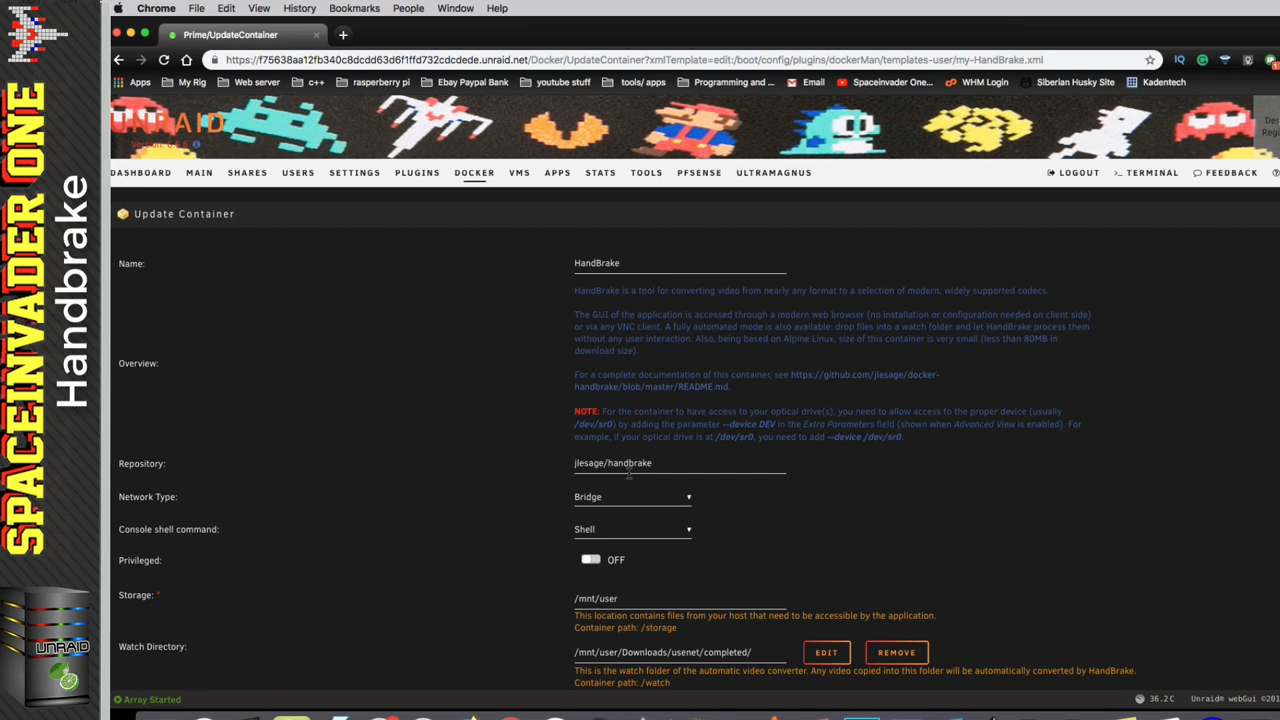 SPACEINVADER ONE
Handbrake
UNRAID
Chrome File Edit View History Bookmarks People Window Help
Prime/UpdateContainer
https://f75638aa12fb340c8dcdd63d6f1ffd732cdcdede.unraid.net/Docker/UpdateContainer?xmlTemplate=edit:/boot/config/plugins/dockerMan/templates-user/my-HandBrake.xml
Apps My Rig Web server c++ raspberry pi Ebay Paypal Bank youtube stuff tools/ apps Programming and ... Email Spaceinvader One... WHM Login Siberian Husky Site Kadentech
UNRAID
DASHBOARD MAIN SHARES USERS SETTINGS PLUGINS DOCKER VMS APPS STATS TOOLS PFSENSE ULTRAMAGNUS LOGOUT TERMINAL FEEDBACK
Update Container
Name:
HandBrake
Overview:
HandBrake is a tool for converting video from nearly any format to a selection of modern, widely supported codecs.
The GUI of the application is accessed through a modern web browser (no installation or configuration needed on client side)
or via any VNC client. A fully automated mode is also available: drop files into a watch folder and let HandBrake process them
without any user interaction. Also, being based on Alpine Linux, size of this container is very small (less than 80MB in
download size).
For a complete documentation of this container, see https://github.com/jlesage/docker-
handbrake/blob/master/README.md.
NOTE: For the container to have access to your optical drive(s), you need to allow access to the proper device (usually
/dev/sr0) by adding the parameter --device DEV in the Extra Parameters field (shown when Advanced View is enabled). For
example, if your optical drive is at /dev/sr0, you need to add --device /dev/sr0.
Repository:
jlesage/handbrake
Network Type:
Bridge
Console shell command:
Shell
Privileged:
OFF
Storage: *
/mnt/user
This location contains files from your host that need to be accessible by the application.
Container path: /storage
Watch Directory:
/mnt/user/Downloads/usenet/completed/ EDIT REMOVE
This is the watch folder of the automatic video converter. Any video copied into this folder will be automatically converted by HandBrake.
Container path: /watch
Array Started
36.2 C Unraid® webGui